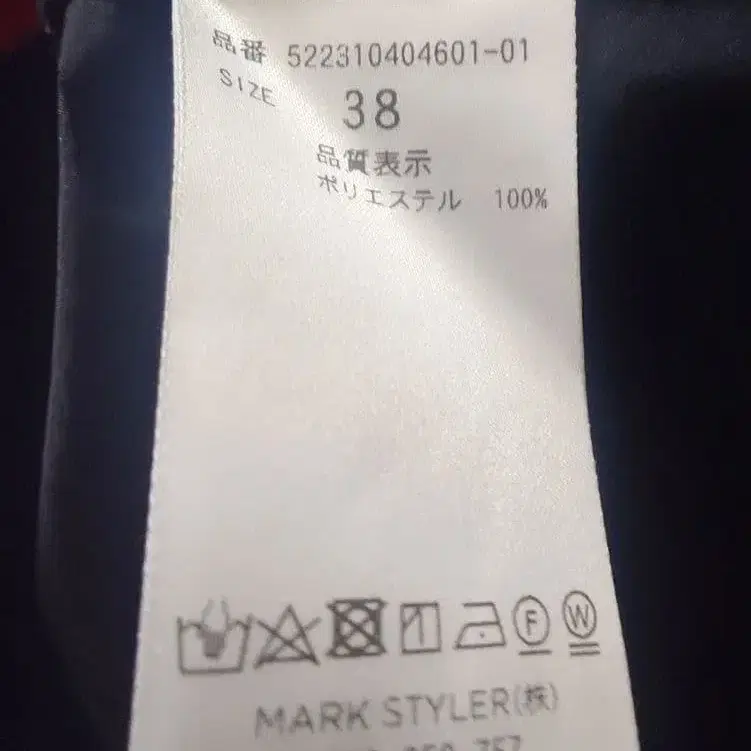 品番 522310404601-01
SIZE 38
品質表示
ポリエステル 100%
F W
MARK STYLER(株)